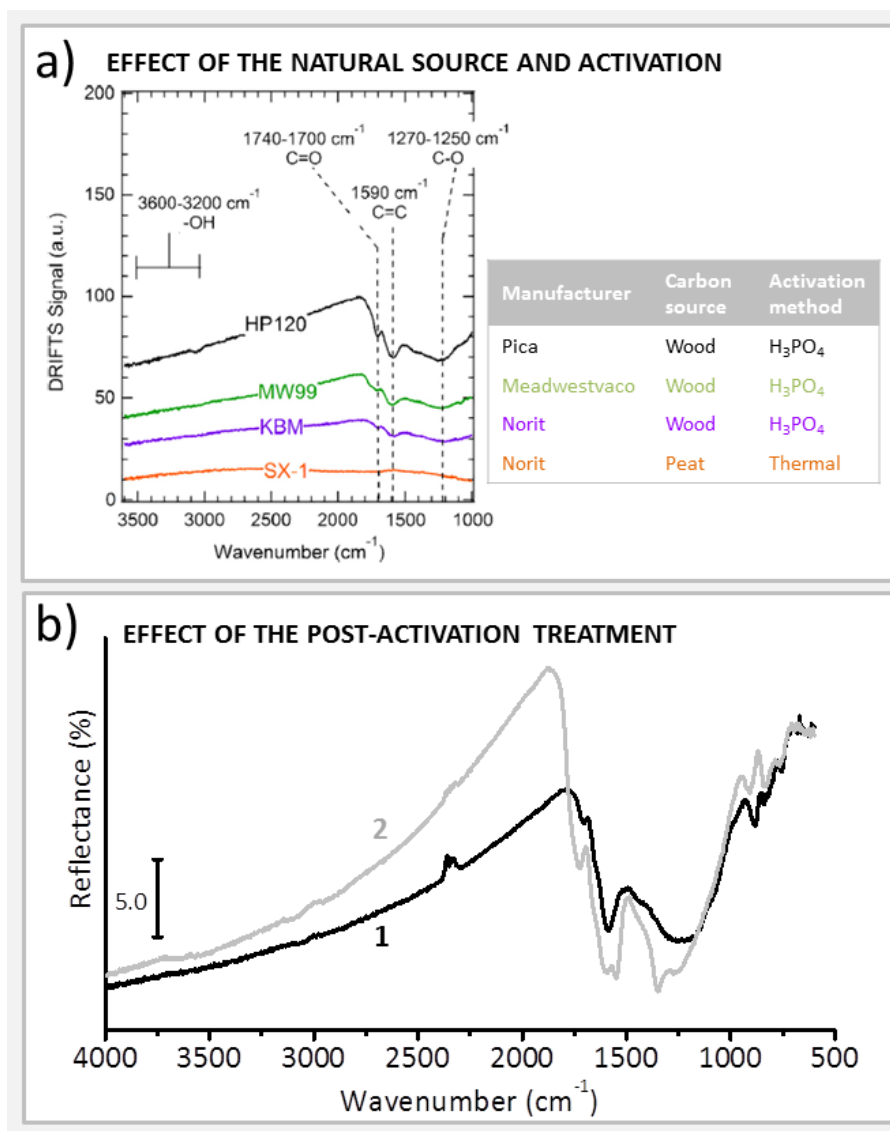 a) EFFECT OF THE NATURAL SOURCE AND ACTIVATION
200
1740-1700 cm⁻¹ 1270-1250 cm⁻¹
C=O C-O
150
3600-3200 cm⁻¹ 1590 cm⁻¹
-OH C=C
DRIFTS Signal (a.u.)
100
HP120
MW99
50
KBM
SX-1
0
3500 3000 2500 2000 1500 1000
Wavenumber (cm⁻¹)
Manufacturer Carbon source Activation method
Pica Wood H₃PO₄
Meadwestvaco Wood H₃PO₄
Norit Wood H₃PO₄
Norit Peat Thermal
b) EFFECT OF THE POST-ACTIVATION TREATMENT
Reflectance (%)
2
5.0
1
4000 3500 3000 2500 2000 1500 1000 500
Wavenumber (cm⁻¹)